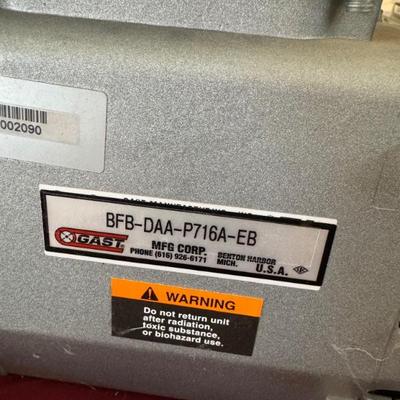 002090
BFB-DAA-P716A-EB
GAST
MFG CORP.
PHONE (616) 926-6171
BENTON HARBOR
MICH.
U.S.A.
WARNING
Do not return unit
after radiation,
toxic substance,
or biohazard use.